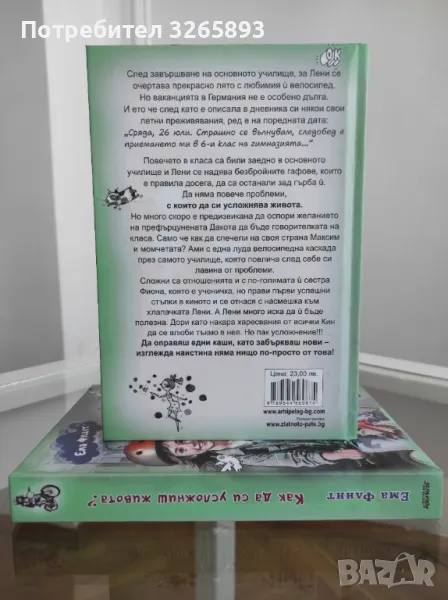 Потребител 3265893
След завършване на основното училище, за Лени се
очертава прекрасно лято с любимия ѝ велосипед.
Но ваканцията в Германия не е особено дълга.
И ето че след като е описала в дневника си някои свои
летни преживявания, ред е на поредната дата:
„Сряда, 26 юли. Страшно се вълнувам, следобед е
приемането ми в 6-и клас на гимназията..."
Повечето в класа са били заедно в основното
училище и Лени се надява безбройните гафове, които
е правила досега, да са останали зад гърба ѝ.
Да няма повече проблеми,
с които да си усложнява живота.
Но много скоро е предизвикана да оспори желанието
на префърцунената Дакота да бъде говорителката на
класа. Само че как да спечели на своя страна Максим
и момчетата? Ами с една луда велосипедна каскада
през самото училище, която повлича след себе си
лавина от проблеми.
Сложни са отношенията ѝ и с по-голямата ѝ сестра
Фиона, която е ученичка, но прави първи успешни
стъпки в киното и се отнася с насмешка към
хлапачката Лени. А Лени много иска да ѝ бъде
полезна. Дори като накара харесвания от всички Кин
да се влюби тъкмо в нея. Но пак усложнение!!!
Да оправяш едни каши, като забъркваш нови –
изглежда наистина няма нищо по-просто от това!
Цена: 23,00 лв.
www.arhipelag-bg.com
www.zlatnoto-pate.bg
Ема Флинт
Как да си усложниш живота?
BAZAR